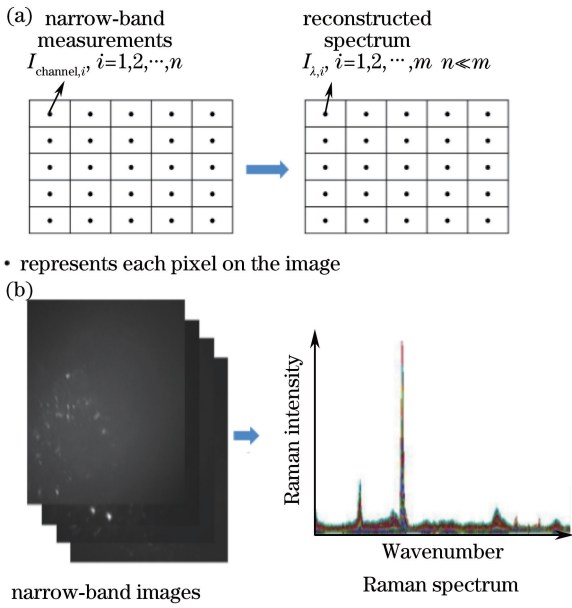 (a)
narrow-band
measurements
I_channel,i, i=1,2,···,n
reconstructed
spectrum
I_λ,i, i=1,2,···,m n≪m
• represents each pixel on the image
(b)
narrow-band images
Raman intensity
Wavenumber
Raman spectrum